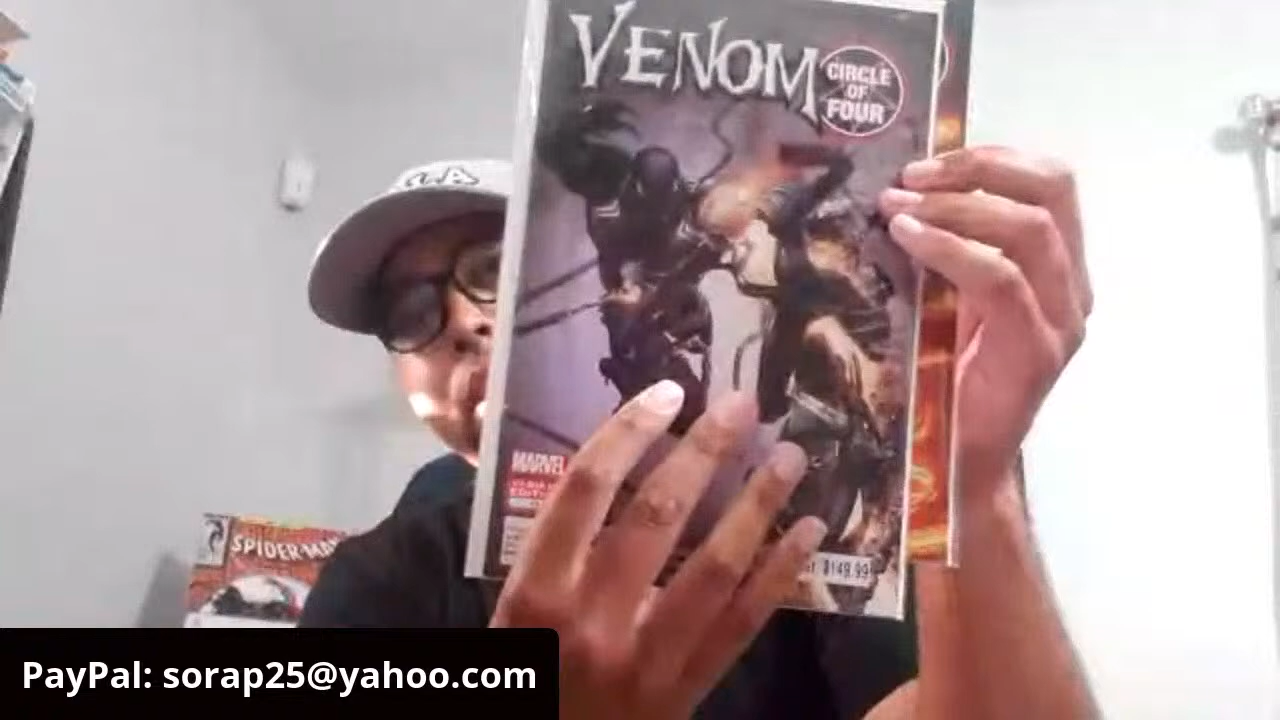 VENOM
CIRCLE
OF
FOUR
MARVEL
$149.99
SPIDER-MAN
PayPal: sorap25@yahoo.com